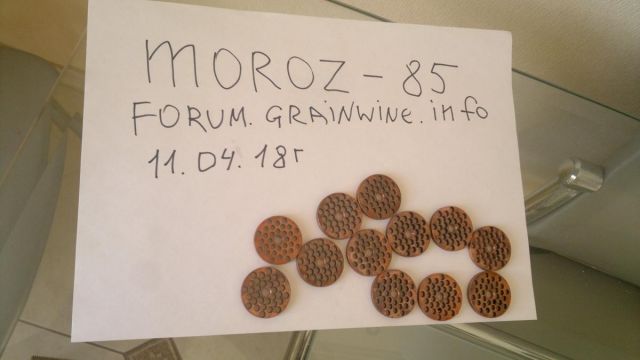 MOROZ - 85
FORUM. GRAINWINE. info
11. 04. 18г